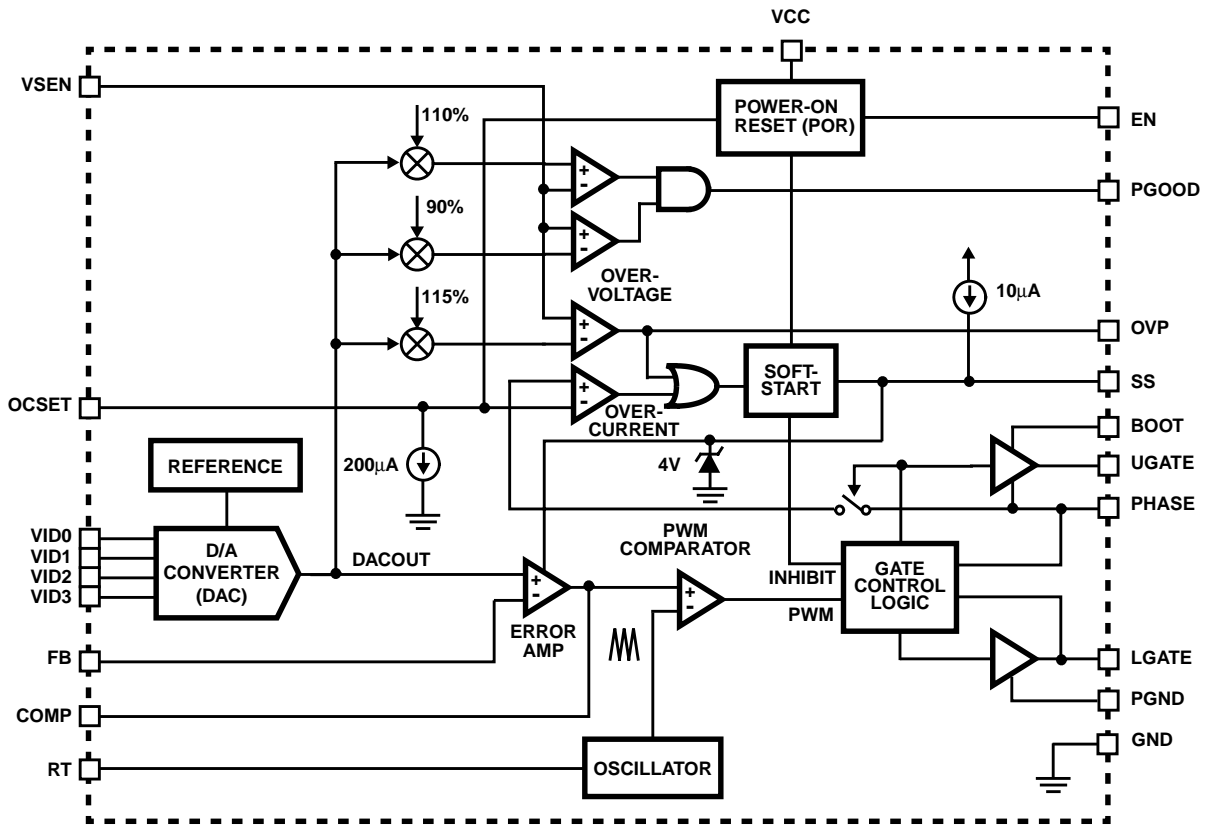 VCC
VSEN
POWER-ON
RESET (POR)
EN
110%
+
-
PGOOD
90%
+
-
OVER-
VOLTAGE
10µA
115%
+
-
OVP
SOFT-
START
SS
+
-
OCSET
OVER-
CURRENT
BOOT
REFERENCE
200µA
4V
UGATE
PHASE
VID0
VID1
VID2
VID3
D/A
CONVERTER
(DAC)
DACOUT
PWM
COMPARATOR
+
-
ERROR
AMP
+
-
INHIBIT
PWM
GATE
CONTROL
LOGIC
FB
LGATE
COMP
PGND
GND
RT
OSCILLATOR